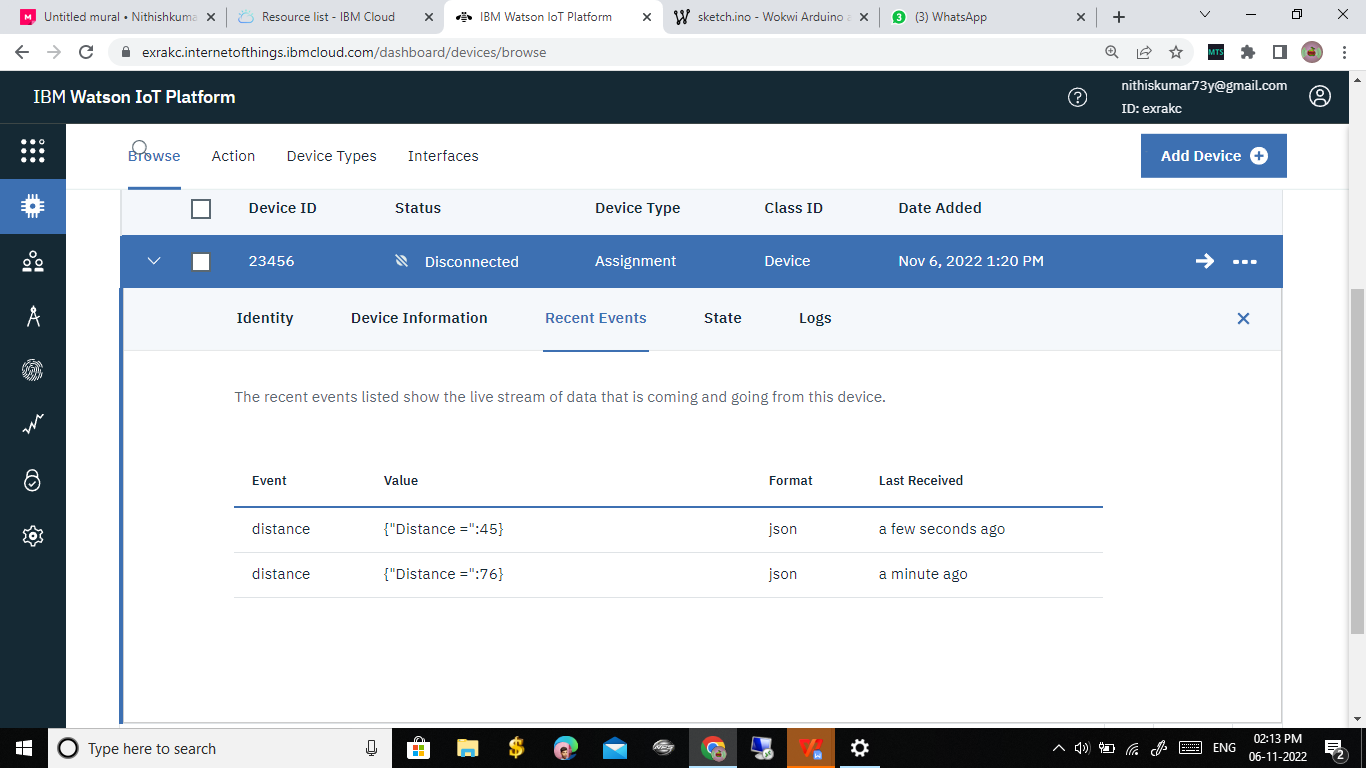 Untitled mural • Nithishkuma
Resource list - IBM Cloud
IBM Watson IoT Platform
sketch.ino - Wokwi Arduino a
(3) WhatsApp
exrakc.internetofthings.ibmcloud.com/dashboard/devices/browse
MTS
IBM Watson IoT Platform
nithiskumar73y@gmail.com
ID: exrakc
Browse Action Device Types Interfaces
Add Device
Device ID Status Device Type Class ID Date Added
23456 Disconnected Assignment Device Nov 6, 2022 1:20 PM
Identity Device Information Recent Events State Logs
The recent events listed show the live stream of data that is coming and going from this device.
Event Value Format Last Received
distance {"Distance =":45} json a few seconds ago
distance {"Distance =":76} json a minute ago
Type here to search
ENG
02:13 PM
06-11-2022
2